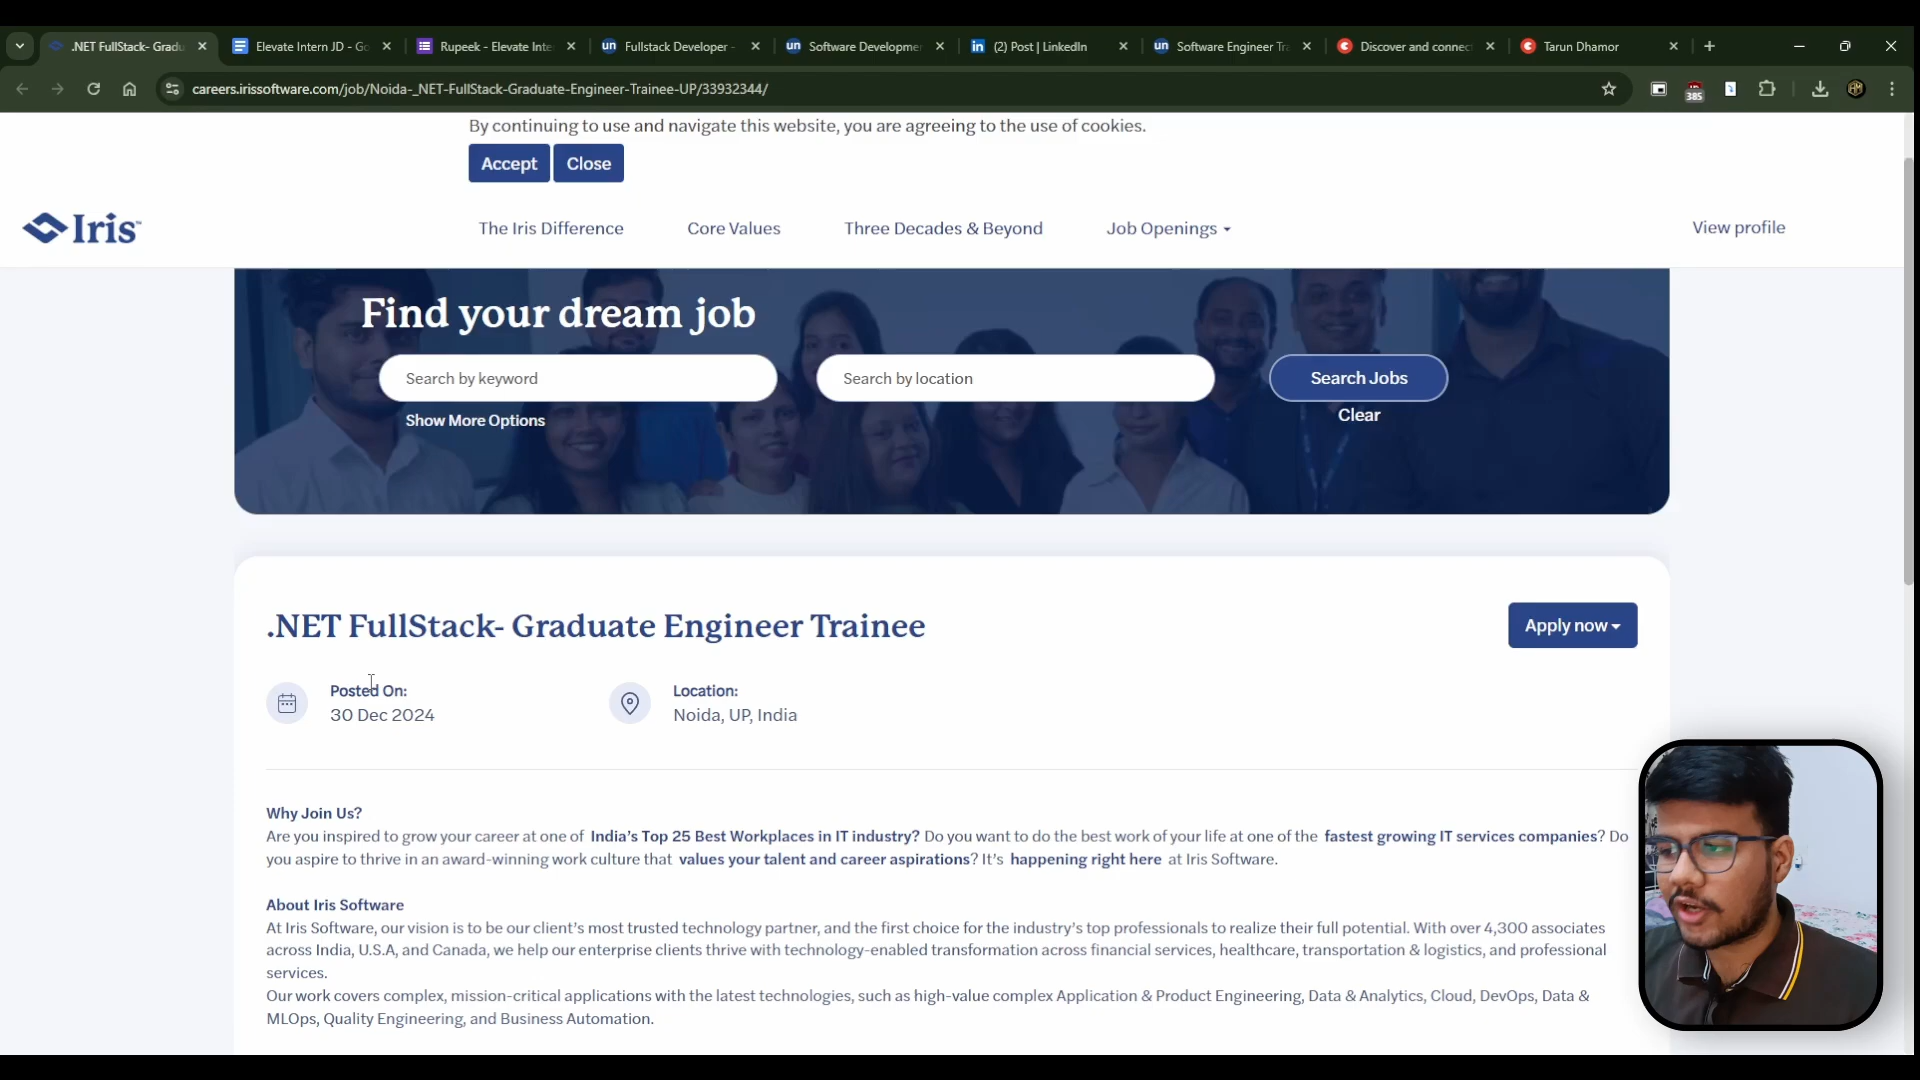 .NET FullStack- Gradu
Elevate Intern JD - Go
Rupeek - Elevate Inte
un
Fullstack Developer -
un
Software Developme
in
(2) Post | LinkedIn
un
Software Engineer Tr
Discover and connec
Tarun Dhamor
careers.irissoftware.com/job/Noida-_NET-FullStack-Graduate-Engineer-Trainee-UP/33932344/
385
By continuing to use and navigate this website, you are agreeing to the use of cookies.
Accept
Close
Iris™
The Iris Difference
Core Values
Three Decades & Beyond
Job Openings
View profile
Find your dream job
Search by keyword
Search by location
Search Jobs
Show More Options
Clear
.NET FullStack- Graduate Engineer Trainee
Apply now
Posted On:
30 Dec 2024
Location:
Noida, UP, India
Why Join Us?
Are you inspired to grow your career at one of India's Top 25 Best Workplaces in IT industry? Do you want to do the best work of your life at one of the fastest growing IT services companies? Do
you aspire to thrive in an award-winning work culture that values your talent and career aspirations? It's happening right here at Iris Software.
About Iris Software
At Iris Software, our vision is to be our client's most trusted technology partner, and the first choice for the industry's top professionals to realize their full potential. With over 4,300 associates
across India, U.S.A, and Canada, we help our enterprise clients thrive with technology-enabled transformation across financial services, healthcare, transportation & logistics, and professional
services.
Our work covers complex, mission-critical applications with the latest technologies, such as high-value complex Application & Product Engineering, Data & Analytics, Cloud, DevOps, Data &
MLOps, Quality Engineering, and Business Automation.